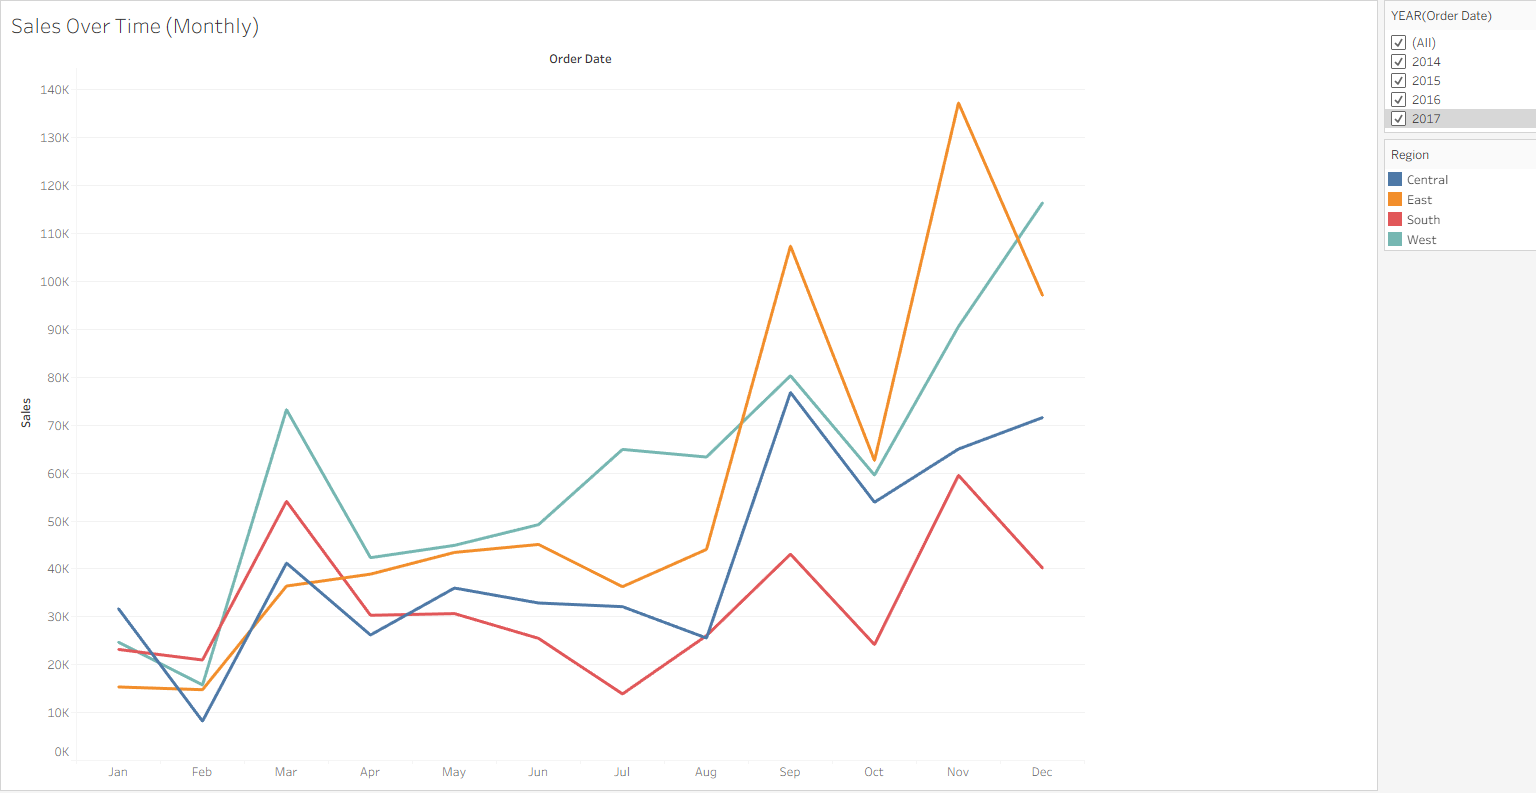 Sales Over Time (Monthly)
Order Date
140K
130K
120K
110K
100K
90K
80K
70K
60K
50K
40K
30K
20K
10K
0K
Sales
Jan Feb Mar Apr May Jun Jul Aug Sep Oct Nov Dec
YEAR(Order Date)
(All)
2014
2015
2016
2017
Region
Central
East
South
West